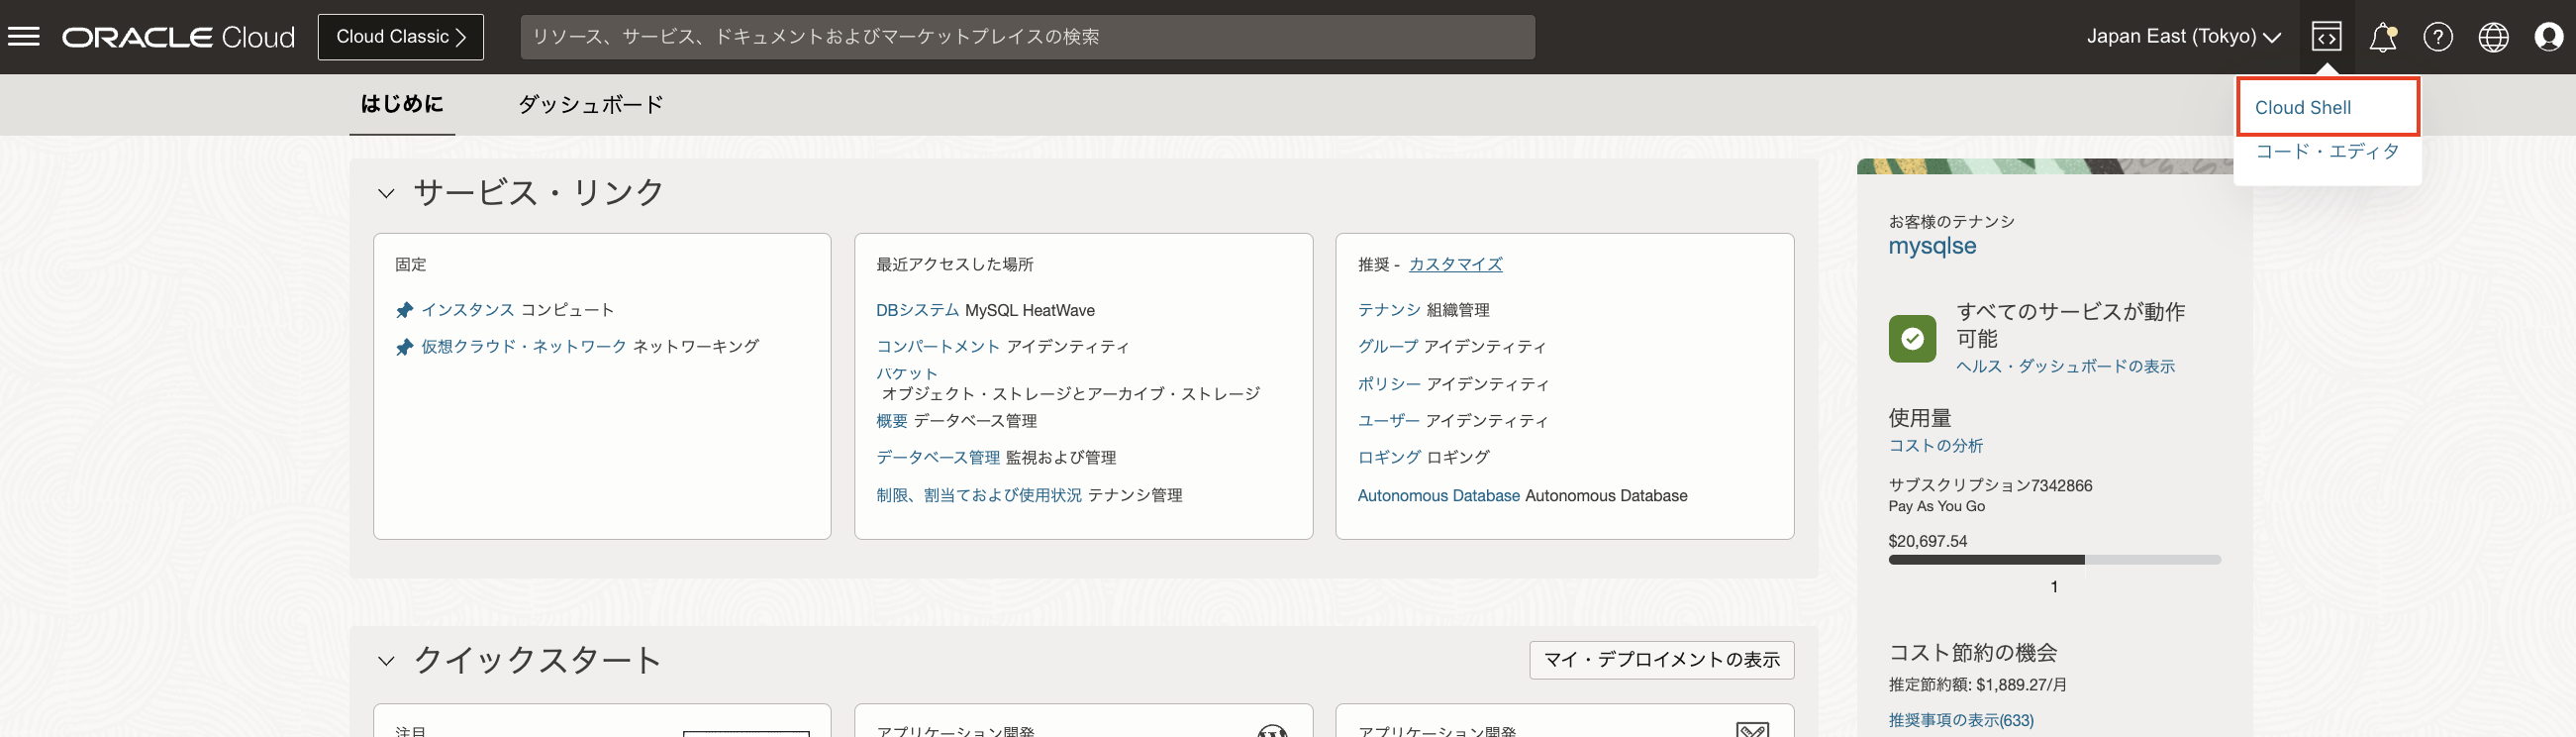 ORACLE Cloud
Cloud Classic
リソース、サービス、ドキュメントおよびマーケットプレイスの検索
Japan East (Tokyo)
Cloud Shell
コード・エディタ
はじめに
ダッシュボード
サービス・リンク
固定
インスタンス コンピュート
仮想クラウド・ネットワーク ネットワーキング
最近アクセスした場所
DBシステム MySQL HeatWave
コンパートメント アイデンティティ
バケット
オブジェクト・ストレージとアーカイブ・ストレージ
概要 データベース管理
データベース管理 監視および管理
制限、割当ておよび使用状況 テナンシ管理
推奨 - カスタマイズ
テナンシ 組織管理
グループ アイデンティティ
ポリシー アイデンティティ
ユーザー アイデンティティ
ロギング ロギング
Autonomous Database Autonomous Database
お客様のテナンシ
mysqlse
すべてのサービスが動作
可能
ヘルス・ダッシュボードの表示
使用量
コストの分析
サブスクリプション7342866
Pay As You Go
$20,697.54
1
コスト節約の機会
推定節約額: $1,889.27/月
推奨事項の表示(633)
クイックスタート
マイ・デプロイメントの表示
注目
アプリケーション開発
アプリケーション開発